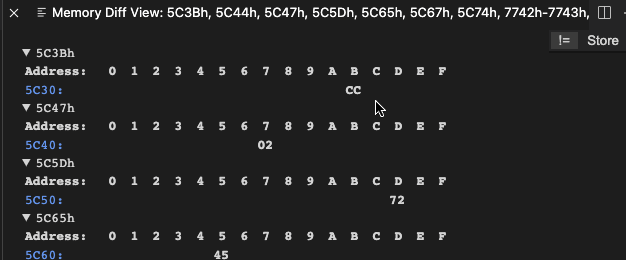 Memory Diff View: 5C3Bh, 5C44h, 5C47h, 5C5Dh, 5C65h, 5C67h, 5C74h, 7742h-7743h,
!= Store
▼ 5C3Bh
Address: 0 1 2 3 4 5 6 7 8 9 A B C D E F
5C30: CC
▼ 5C47h
Address: 0 1 2 3 4 5 6 7 8 9 A B C D E F
5C40: 02
▼ 5C5Dh
Address: 0 1 2 3 4 5 6 7 8 9 A B C D E F
5C50: 72
▼ 5C65h
Address: 0 1 2 3 4 5 6 7 8 9 A B C D E F
5C60: 45